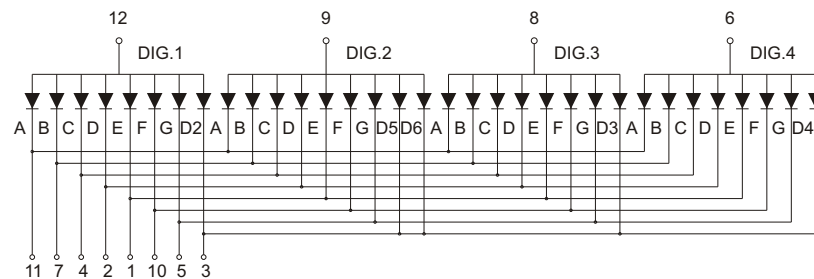 12 9 8 6
DIG.1 DIG.2 DIG.3 DIG.4
A B C D E F G D2 A B C D E F G D5 D6 A B C D E F G D3 A B C D E F G D4
11 7 4 2 1 10 5 3